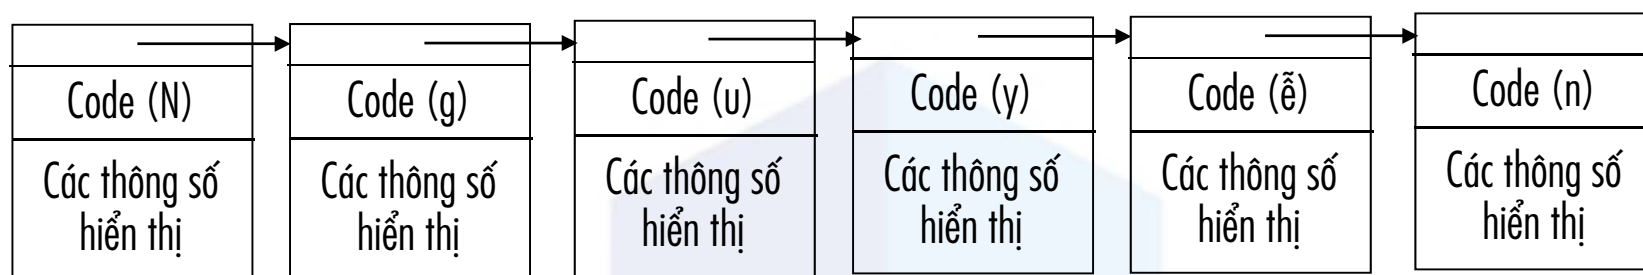 Code (N)
Các thông số
hiển thị
Code (g)
Các thông số
hiển thị
Code (u)
Các thông số
hiển thị
Code (y)
Các thông số
hiển thị
Code (ễ)
Các thông số
hiển thị
Code (n)
Các thông số
hiển thị